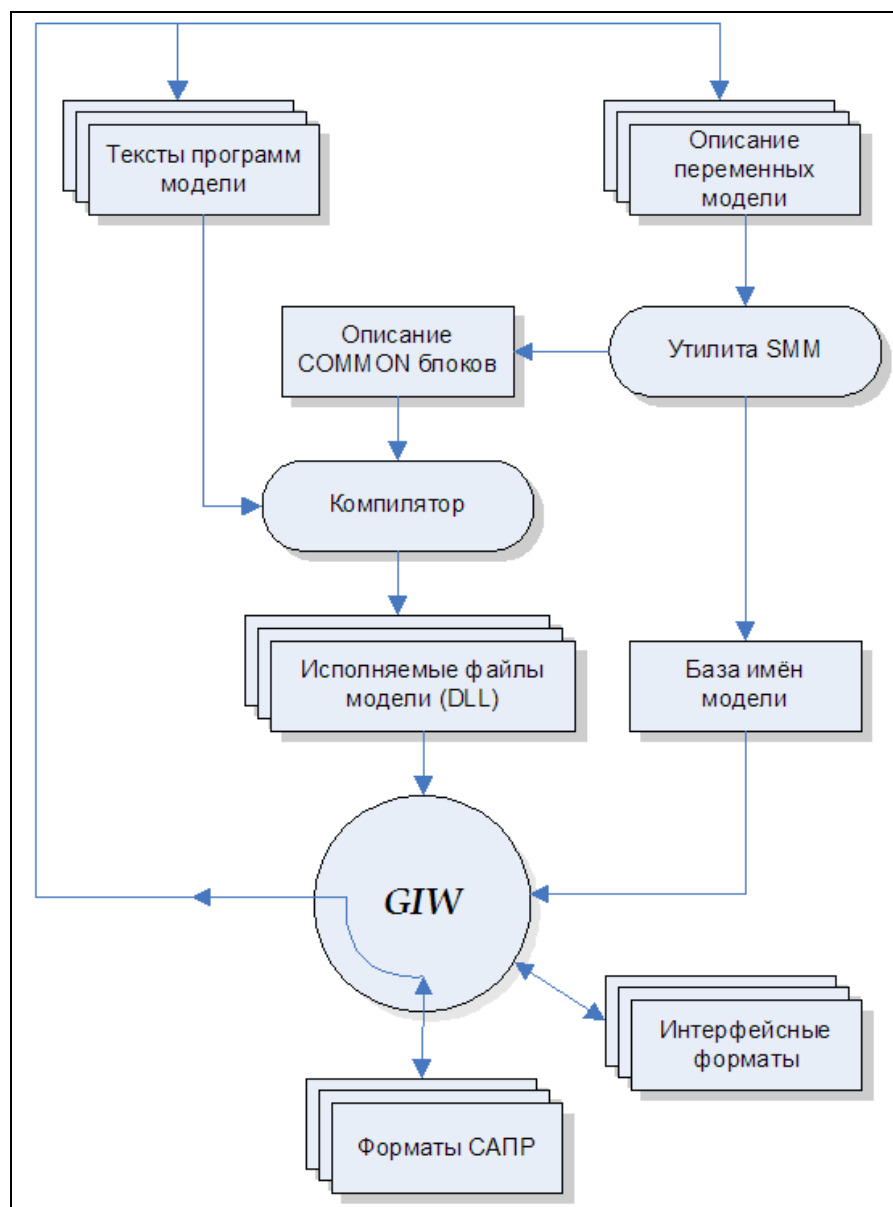 Тексты программ
модели
Описание
переменных
модели
Описание
COMMON блоков
Утилита SMM
Компилятор
Исполняемые файлы
модели (DLL)
База имён
модели
GIW
Интерфейсные
форматы
Форматы САПР